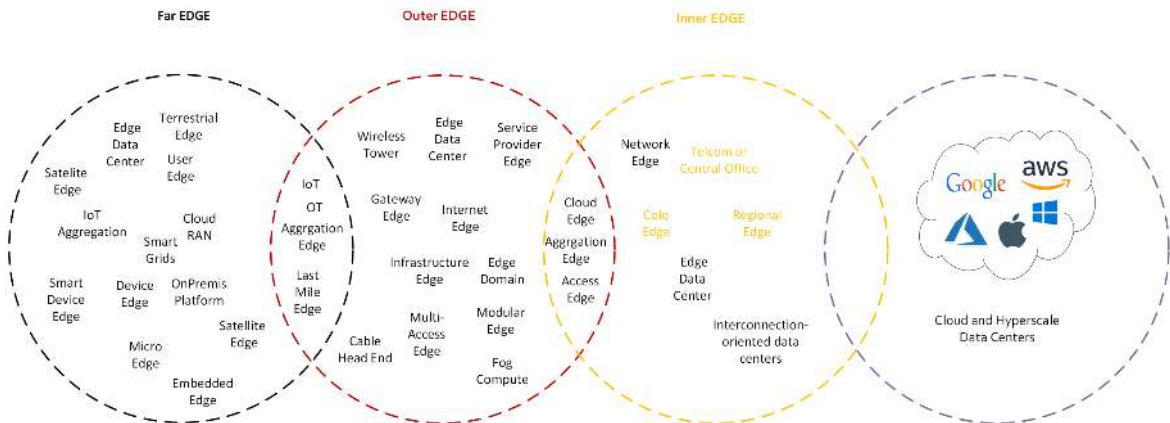 Far EDGE
Outer EDGE
Inner EDGE
Terrestrial
Edge
Edge
Data
Center
User
Edge
Satelite
Edge
IoT
Aggregation
Cloud
RAN
Smart
Grids
Smart
Device
Edge
Device
Edge
OnPremis
Platform
Satellite
Edge
Micro
Edge
Embedded
Edge
IoT
OT
Aggrgation
Edge
Last
Mile
Edge
Wireless
Tower
Edge
Data
Center
Service
Provider
Edge
Gateway
Edge
Internet
Edge
Infrastructure
Edge
Edge
Domain
Multi-
Access
Edge
Modular
Edge
Cable
Head End
Fog
Compute
Cloud
Edge
Aggrgation
Edge
Access
Edge
Network
Edge
Telcom or
Central Office
Colo
Edge
Regional
Edge
Edge
Data
Center
Interconnection-
oriented data
centers
Google
aws
Cloud and Hyperscale
Data Centers